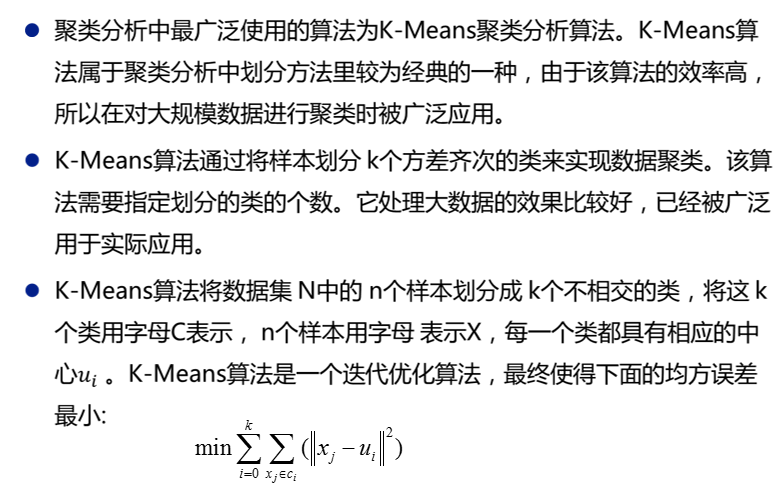 ● 聚类分析中最广泛使用的算法为K-Means聚类分析算法。K-Means算
法属于聚类分析中划分方法里较为经典的一种，由于该算法的效率高，
所以在对大规模数据进行聚类时被广泛应用。
● K-Means算法通过将样本划分 k个方差齐次的类来实现数据聚类。该算
法需要指定划分的类的个数。它处理大数据的效果比较好，已经被广泛
用于实际应用。
● K-Means算法将数据集 N中的 n个样本划分成 k个不相交的类，将这 k
个类用字母C表示， n个样本用字母 表示X，每一个类都具有相应的中
心u_i 。K-Means算法是一个迭代优化算法，最终使得下面的均方误差
最小:
min ∑_{i=0}^{k} ∑_{x_j∈c_i} (‖x_j − u_i‖²)